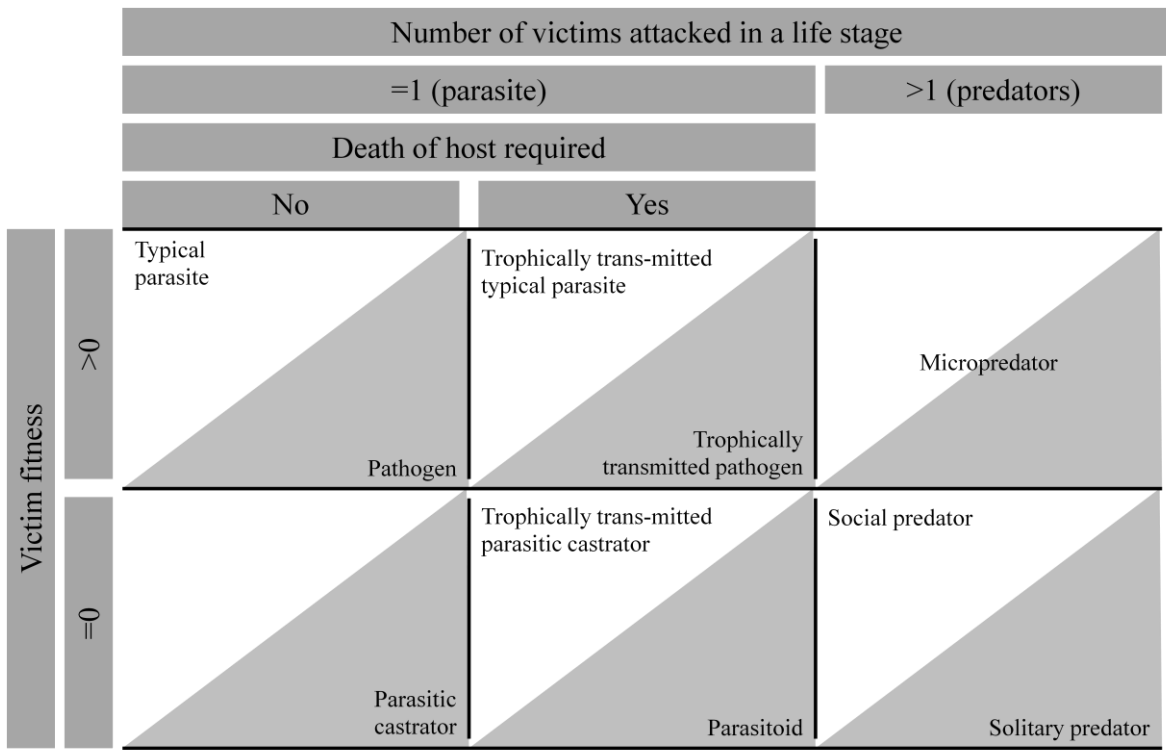 Number of victims attacked in a life stage
=1 (parasite)
>1 (predators)
Death of host required
No
Yes
Victim fitness
>0
Typical
parasite
Pathogen
Trophically trans-mitted
typical parasite
Trophically
transmitted pathogen
Micropredator
=0
Parasitic
castrator
Trophically trans-mitted
parasitic castrator
Parasitoid
Social predator
Solitary predator